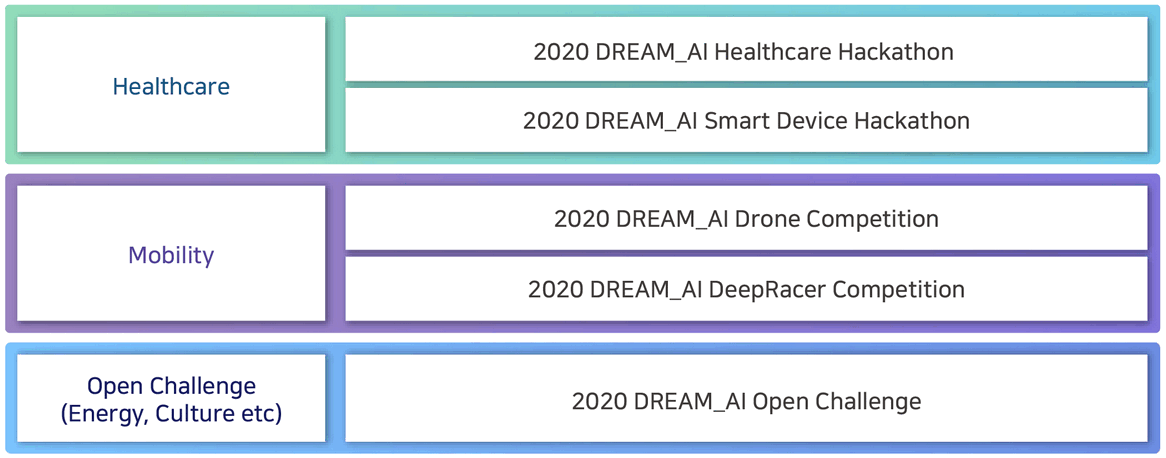 Healthcare
2020 DREAM_AI Healthcare Hackathon
2020 DREAM_AI Smart Device Hackathon
Mobility
2020 DREAM_AI Drone Competition
2020 DREAM_AI DeepRacer Competition
Open Challenge
(Energy, Culture etc)
2020 DREAM_AI Open Challenge